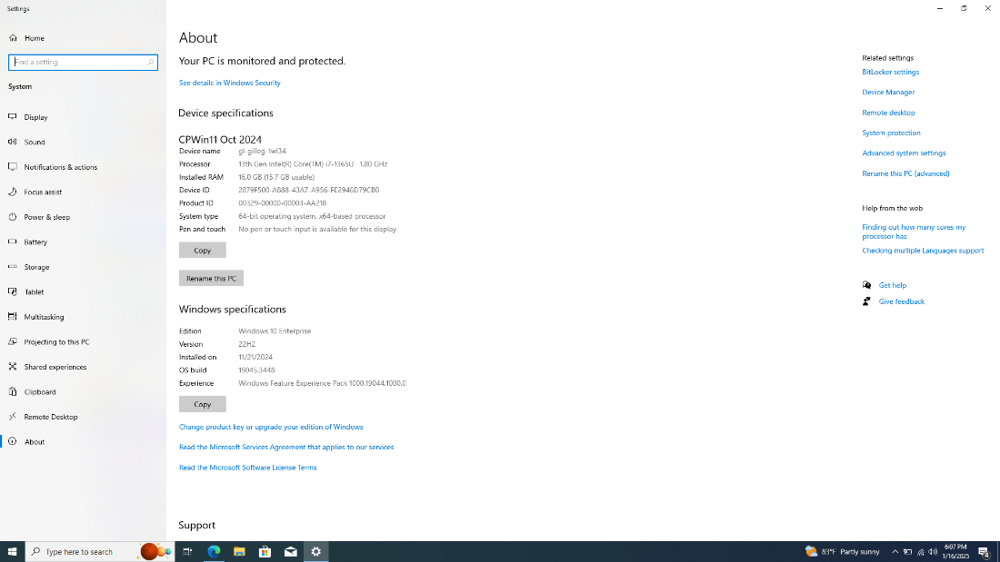 Settings
Home
Find a setting
System
Display
Sound
Notifications & actions
Focus assist
Power & sleep
Battery
Storage
Tablet
Multitasking
Projecting to this PC
Shared experiences
Clipboard
Remote Desktop
About
About
Your PC is monitored and protected.
See details in Windows Security
Device specifications
CPWin11 Oct 2024
Device name gl-gilleg-1wl34
Processor 13th Gen Intel(R) Core(TM) i7-1365U 1.80 GHz
Installed RAM 16.0 GB (15.7 GB usable)
Device ID 2879F500-A888-43A7-A956-FE2946D79CB0
Product ID 00329-00000-00003-AA218
System type 64-bit operating system, x64-based processor
Pen and touch No pen or touch input is available for this display
Copy
Rename this PC
Windows specifications
Edition Windows 10 Enterprise
Version 22H2
Installed on 11/21/2024
OS build 19045.3448
Experience Windows Feature Experience Pack 1000.19044.1000.0
Copy
Change product key or upgrade your edition of Windows
Read the Microsoft Services Agreement that applies to our services
Read the Microsoft Software License Terms
Support
Related settings
BitLocker settings
Device Manager
Remote desktop
System protection
Advanced system settings
Rename this PC (advanced)
Help from the web
Finding out how many cores my
processor has
Checking multiple Languages support
Get help
Give feedback
Type here to search
83°F Partly sunny
6:07 PM
1/16/2025
4